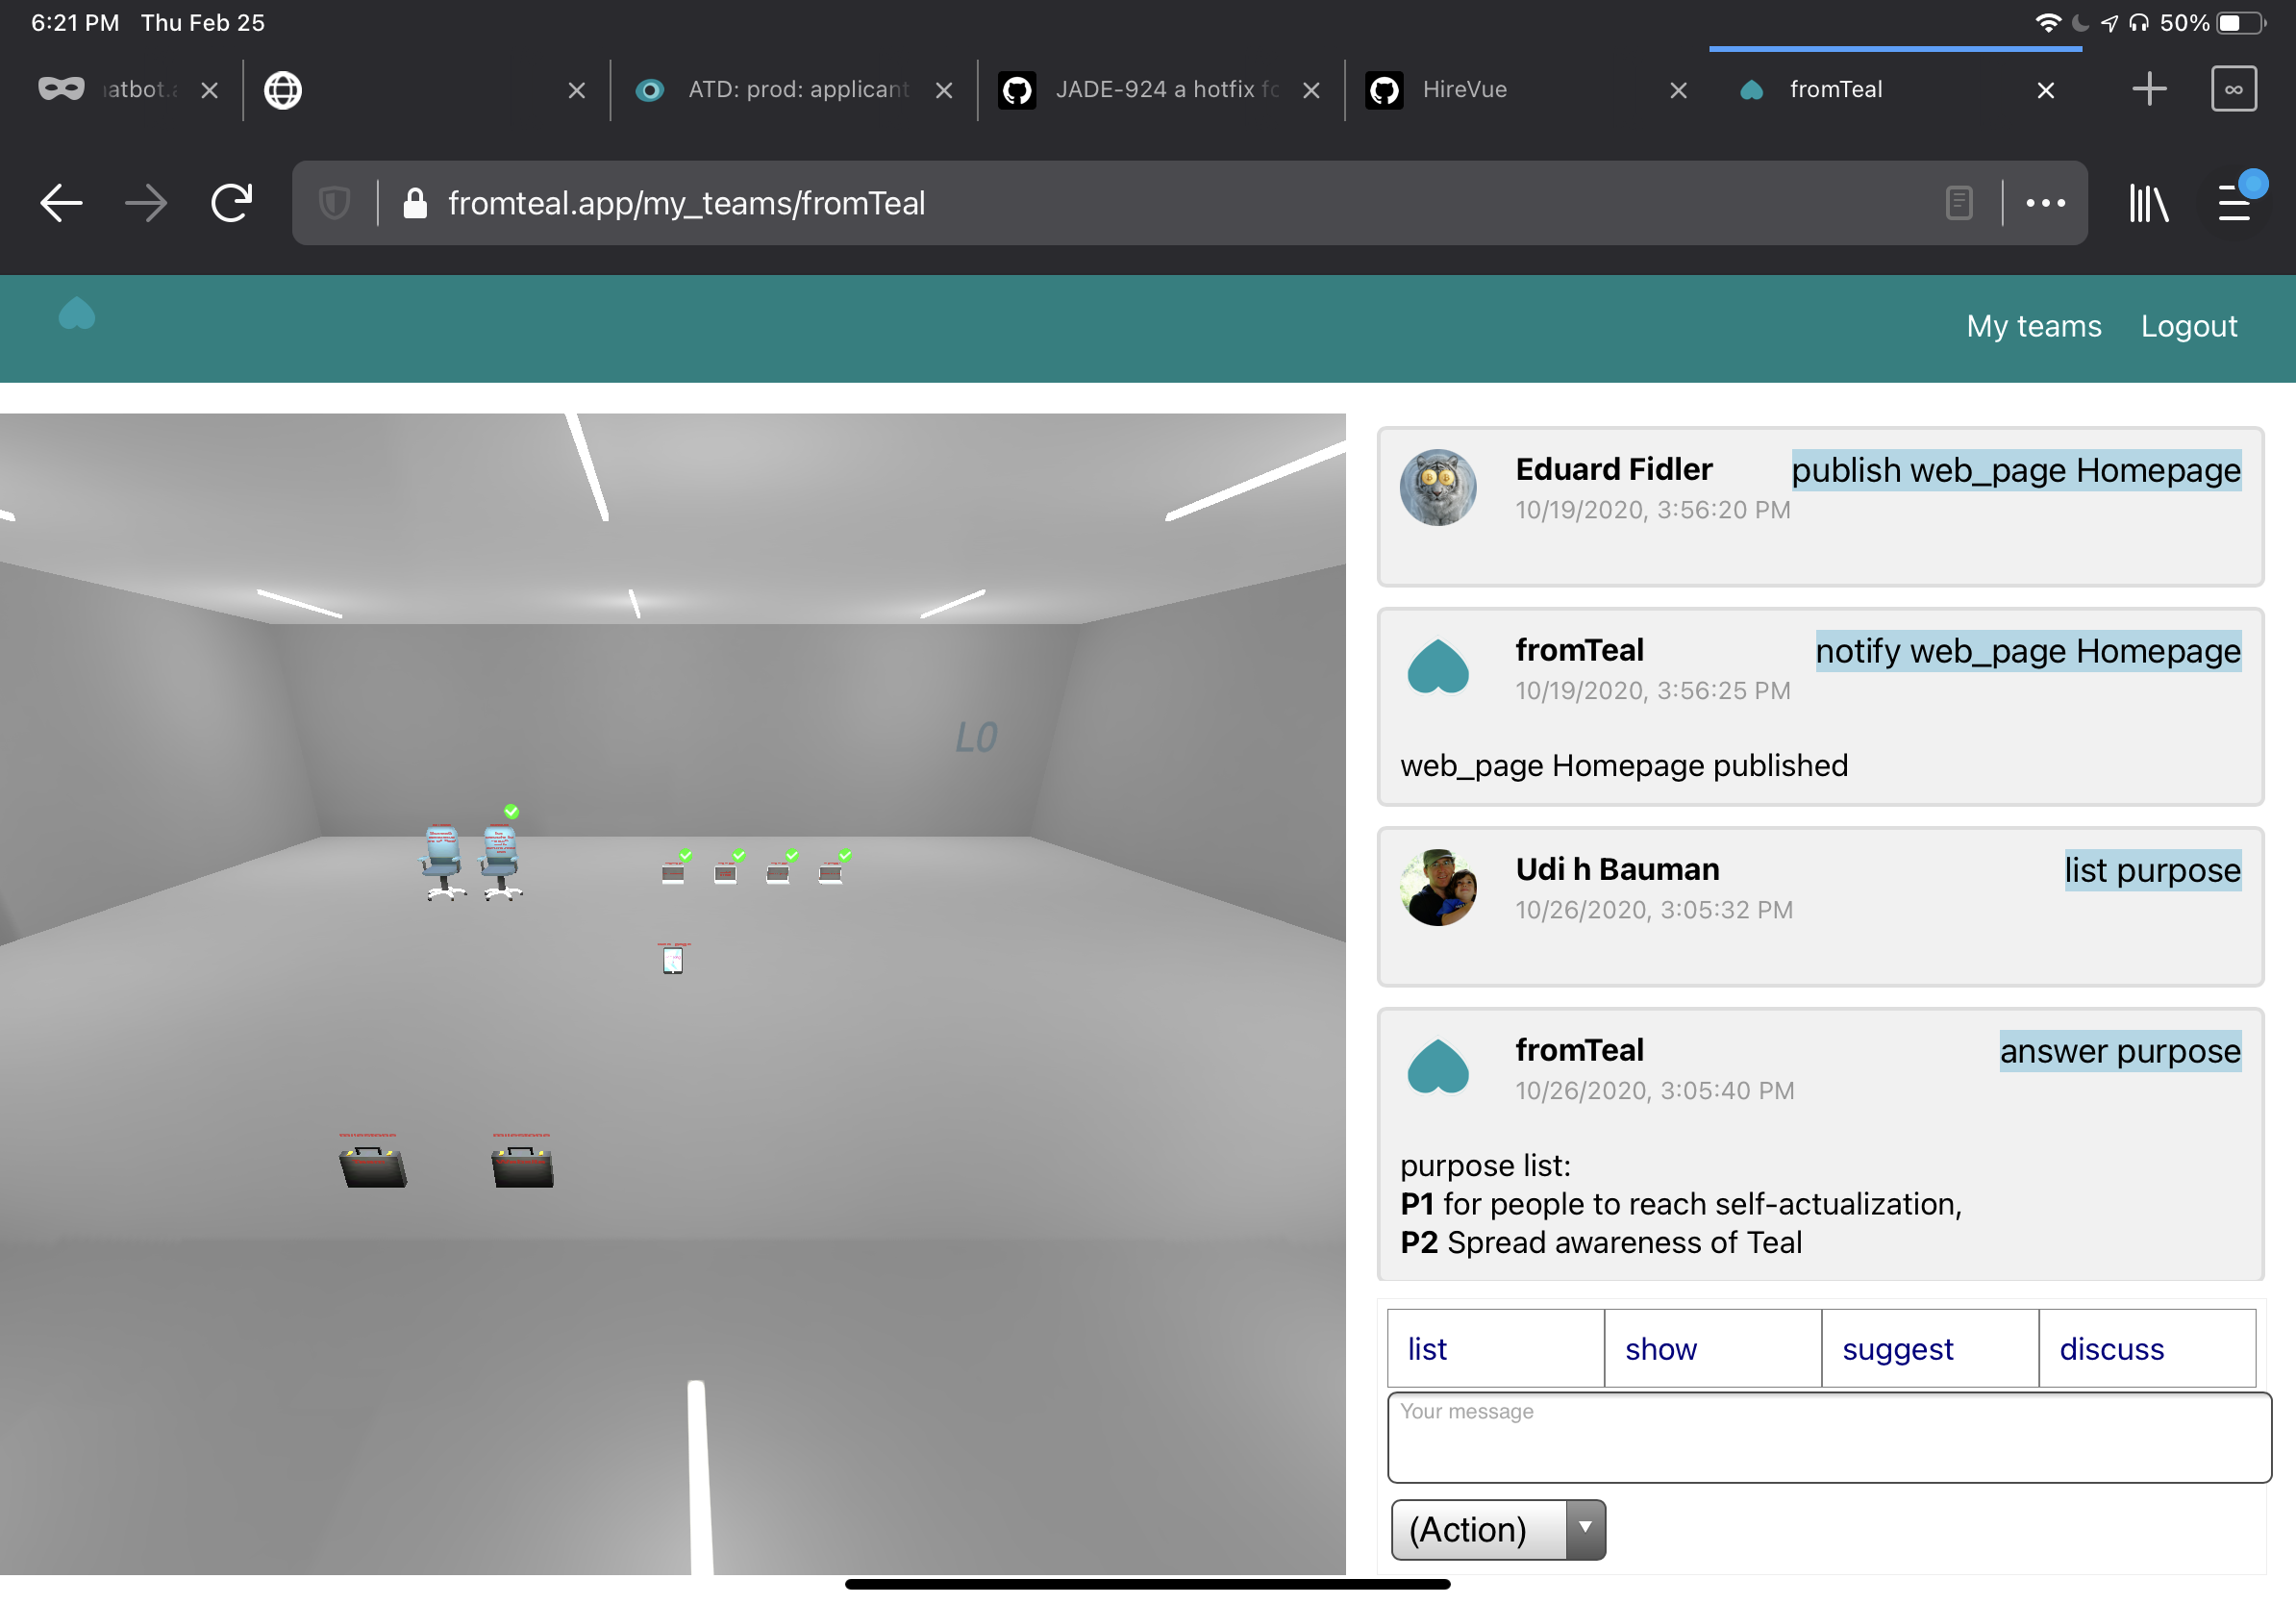 6:21 PM Thu Feb 25
50%
ATD: prod: applicant
JADE-924 a hotfix
HireVue
fromTeal
fromteal.app/my_teams/fromTeal
My teams Logout
L0
Eduard Fidler publish web_page Homepage
10/19/2020, 3:56:20 PM
fromTeal notify web_page Homepage
10/19/2020, 3:56:25 PM
web_page Homepage published
Udi h Bauman list purpose
10/26/2020, 3:05:32 PM
fromTeal answer purpose
10/26/2020, 3:05:40 PM
purpose list:
P1 for people to reach self-actualization,
P2 Spread awareness of Teal
list show suggest discuss
Your message
(Action)